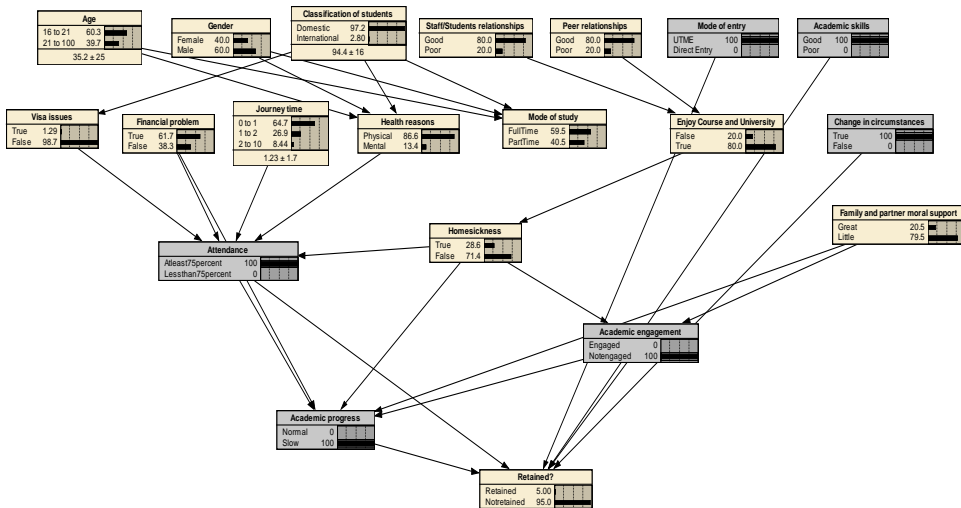 Age
16 to 21 60.3
21 to 100 39.7
35.2 ± 25
Gender
Female 40.0
Male 60.0
Classification of students
Domestic 97.2
International 2.80
94.4 ± 16
Staff/Students relationships
Good 80.0
Poor 20.0
Peer relationships
Good 80.0
Poor 20.0
Mode of entry
UTME 100
Direct Entry 0
Academic skills
Good 100
Poor 0
Visa issues
True 1.29
False 98.7
Financial problem
True 61.7
False 38.3
Journey time
0 to 1 64.7
1 to 2 26.9
2 to 10 8.44
1.23 ± 1.7
Health reasons
Physical 86.6
Mental 13.4
Mode of study
FullTime 59.5
PartTime 40.5
Enjoy Course and University
False 20.0
True 80.0
Change in circumstances
True 100
False 0
Family and partner moral support
Great 20.5
Little 79.5
Homesickness
True 28.6
False 71.4
Attendance
Atleast75percent 100
Lessthan75percent 0
Academic engagement
Engaged 0
Notengaged 100
Academic progress
Normal 0
Slow 100
Retained?
Retained 5.00
Notretained 95.0